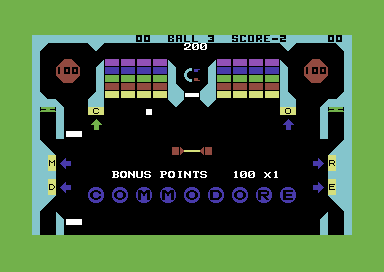 00 BALL 3 SCORE-2 00
200
100 100
C O
M R
D E
BONUS POINTS 100 x1
COMMODORE